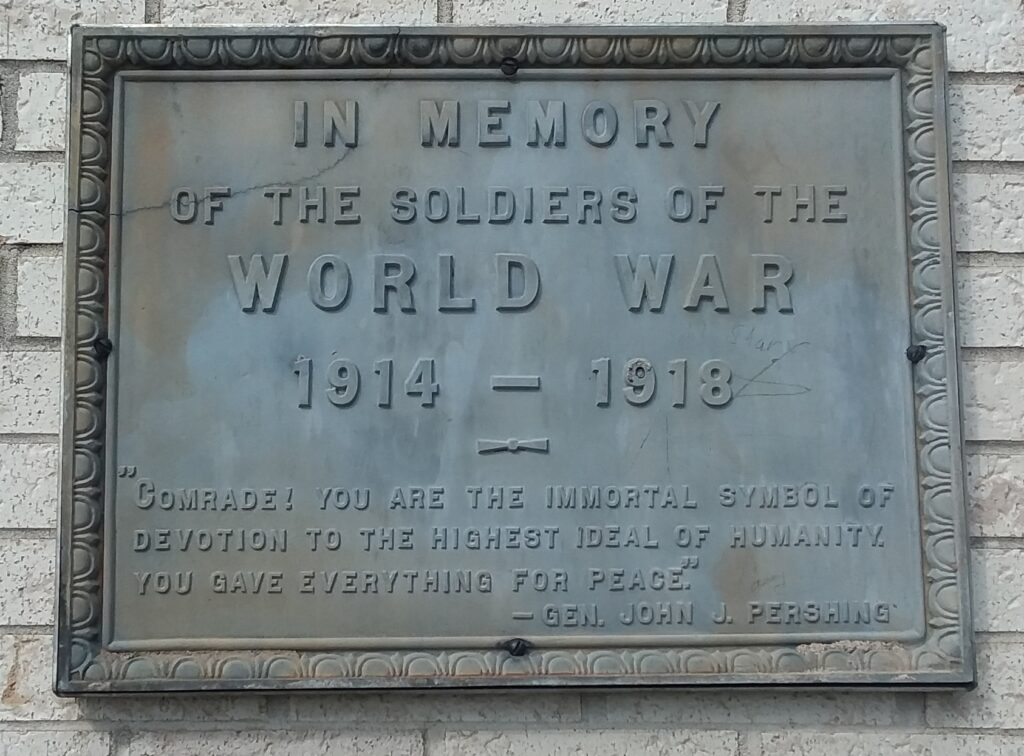 IN MEMORY
OF THE SOLDIERS OF THE
WORLD WAR
1914 — 1918
"COMRADE! YOU ARE THE IMMORTAL SYMBOL OF
DEVOTION TO THE HIGHEST IDEAL OF HUMANITY.
YOU GAVE EVERYTHING FOR PEACE."
— GEN. JOHN J. PERSHING